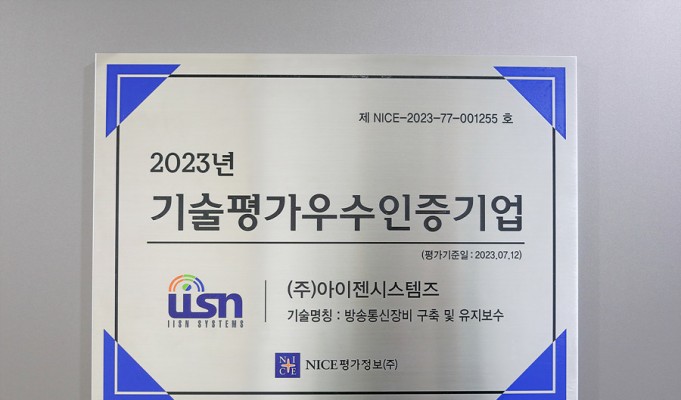 제 NICE-2023-77-001255 호
2023년
기술평가우수인증기업
(평가기준일 : 2023.07.12)
iisn
IISN SYSTEMS
(주)아이젠시스템즈
기술명칭 : 방송통신장비 구축 및 유지보수
NICE
NICE평가정보(주)